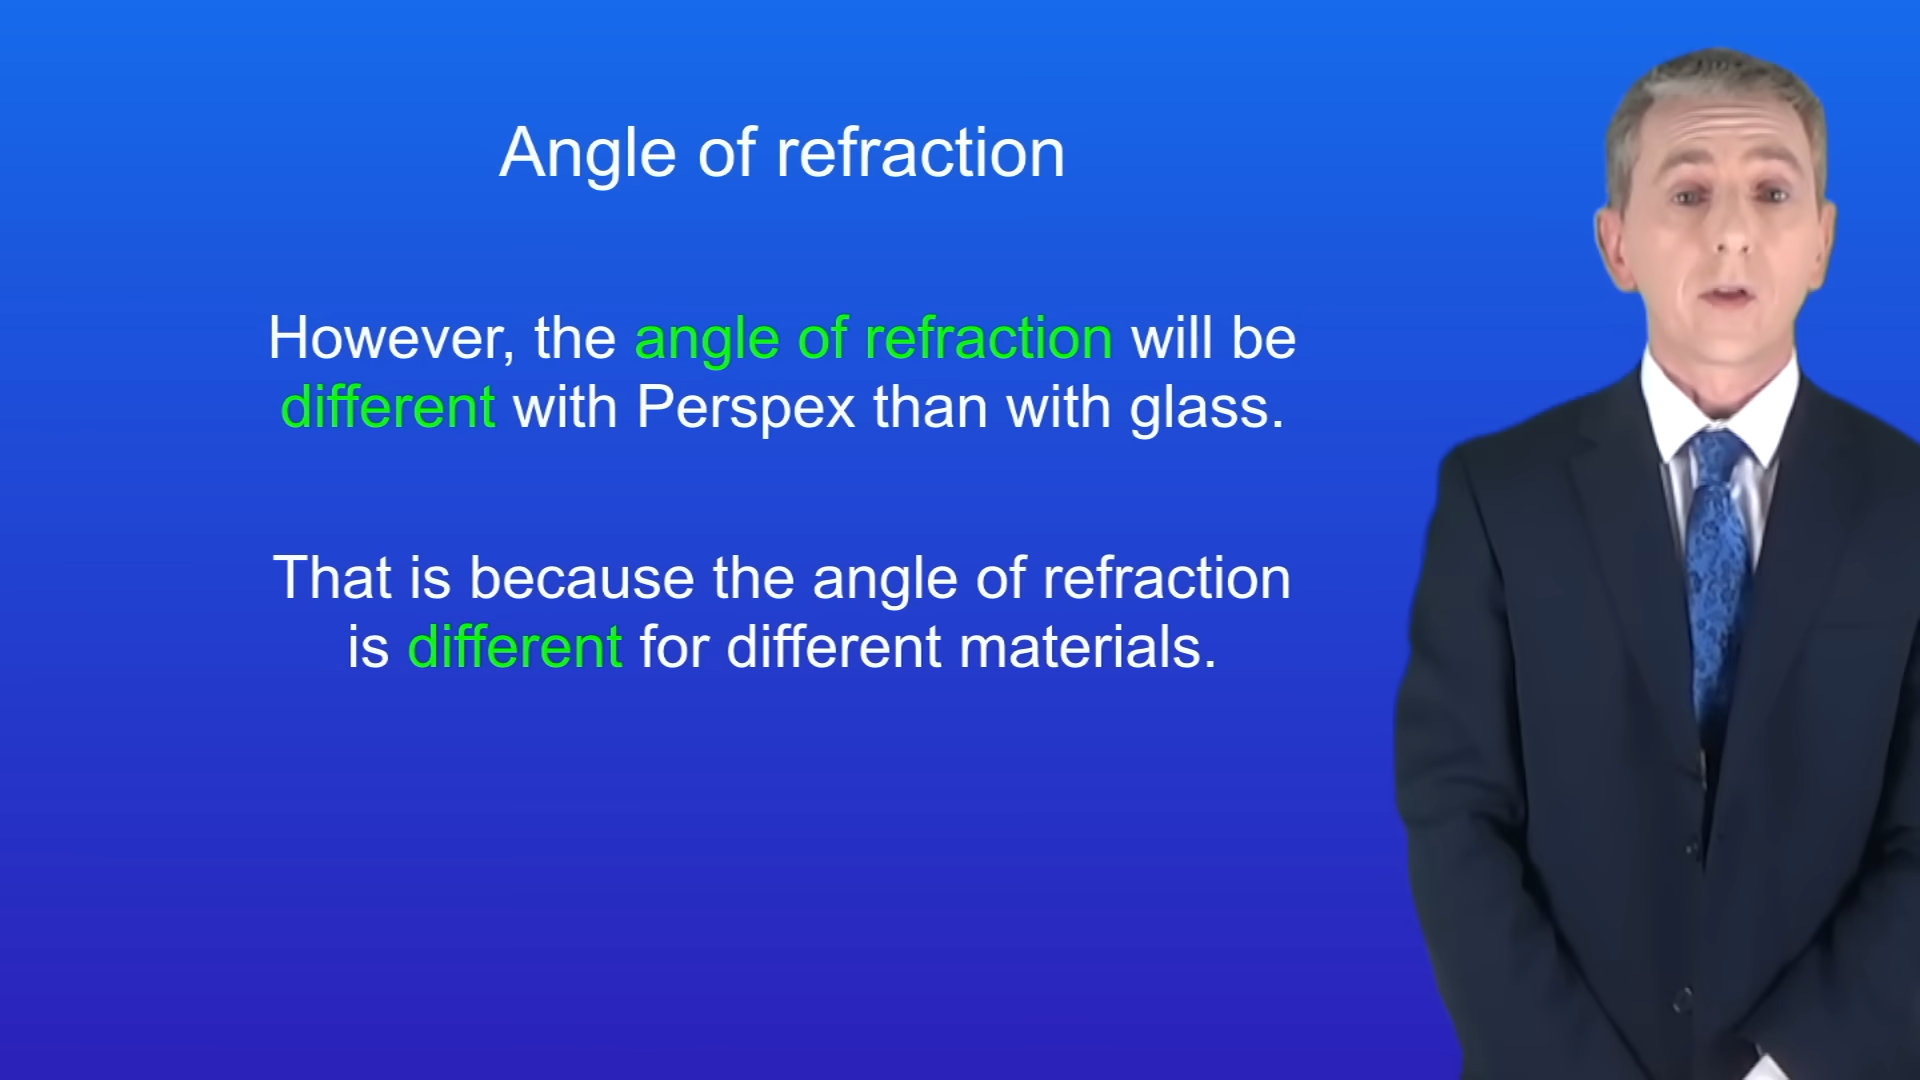 Angle of refraction
However, the angle of refraction will be
different with Perspex than with glass.
That is because the angle of refraction
is different for different materials.